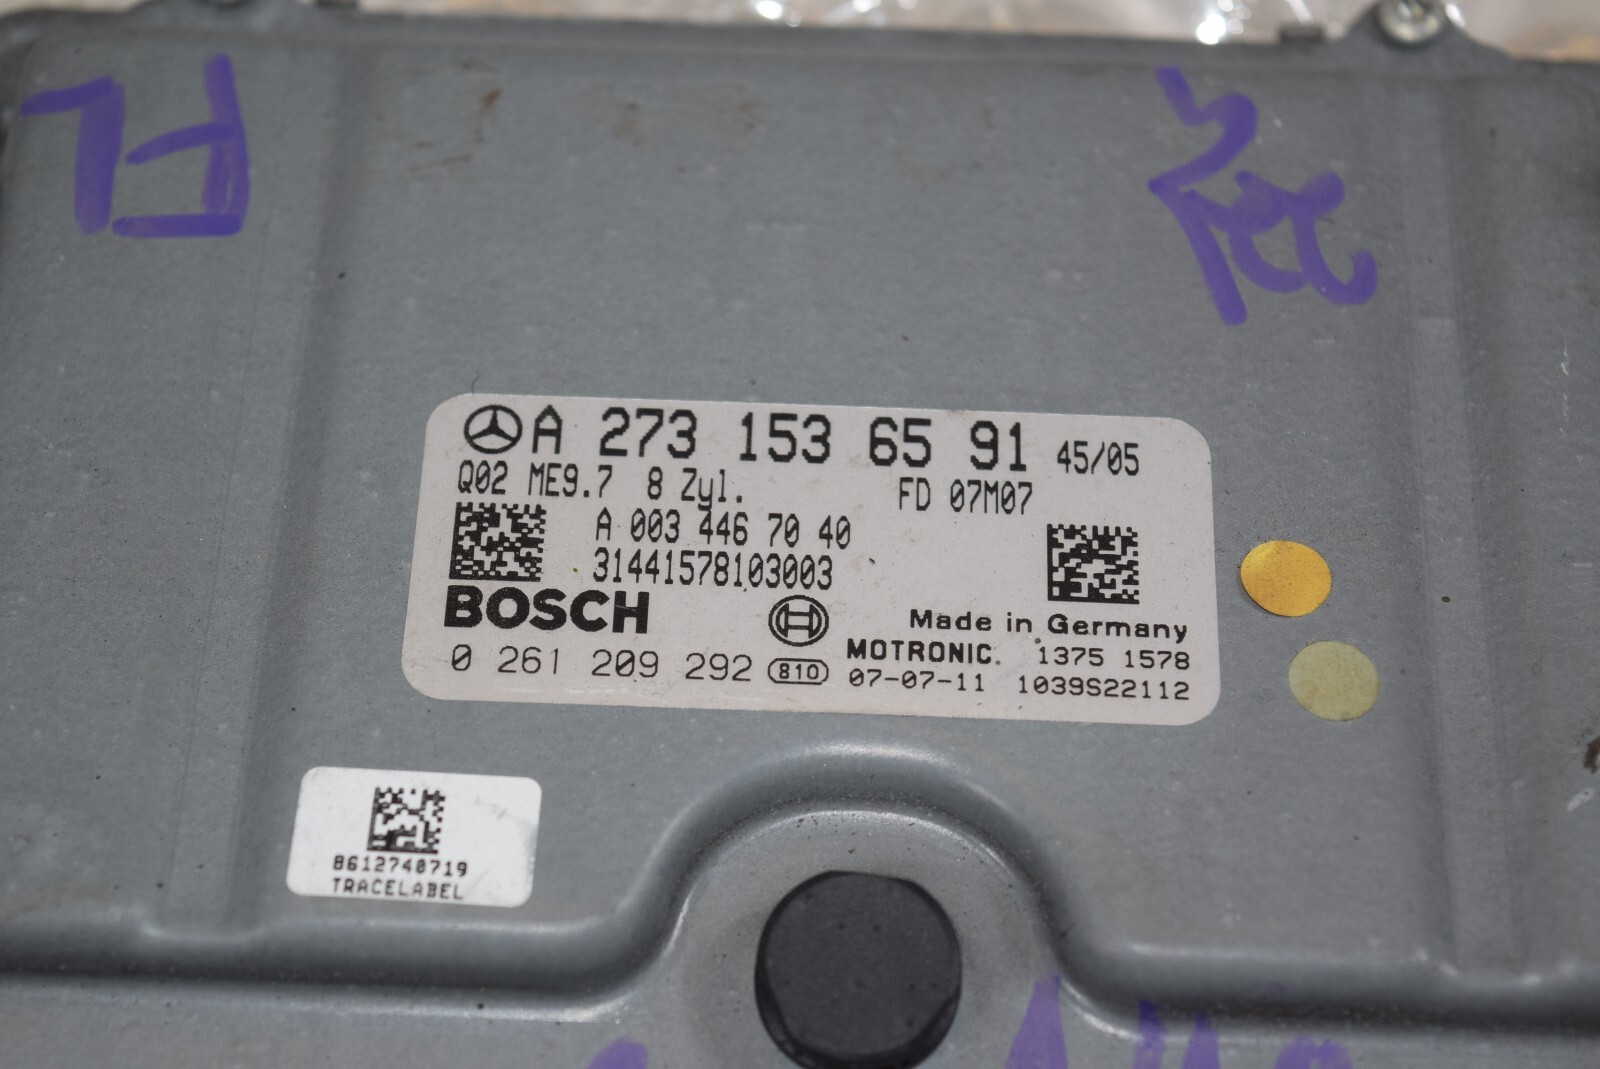 A 273 153 65 91 45/05
Q02 ME9.7 8 Zyl. FD 07M07
A 003 446 70 40
31441578103003
BOSCH
Made in Germany
0 261 209 292 810
MOTRONIC. 1375 1578
07-07-11 1039S22112
8612740719
TRACELABEL